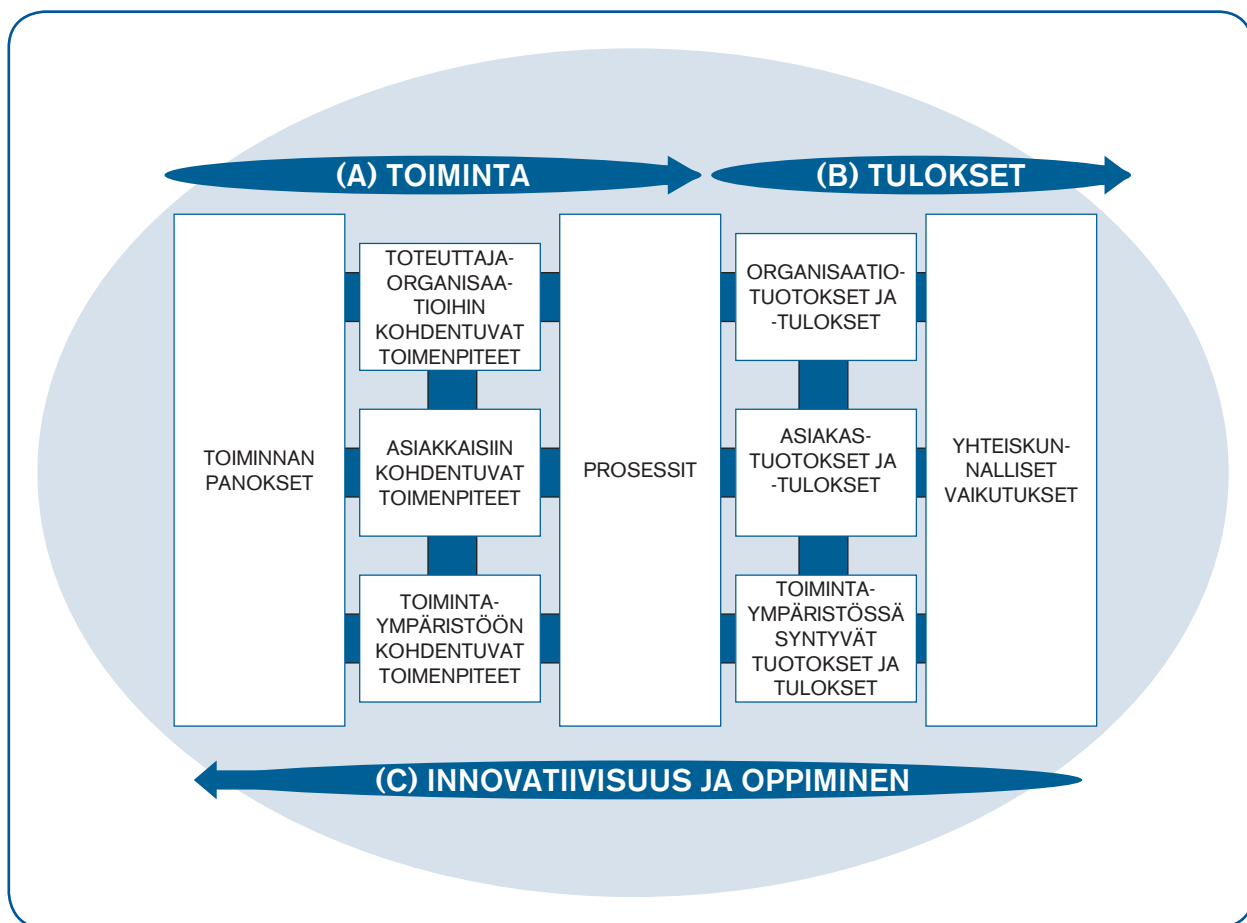 (A) TOIMINTA
(B) TULOKSET
TOIMINNAN
PANOKSET
TOTEUTTAJA-
ORGANISAA-
TIOIHIN
KOHDENTUVAT
TOIMENPITEET
ASIAKKAISIIN
KOHDENTUVAT
TOIMENPITEET
TOIMINTA-
YMPÄRISTÖÖN
KOHDENTUVAT
TOIMENPITEET
PROSESSIT
ORGANISAATIO-
TUOTOKSET JA
-TULOKSET
ASIAKAS-
TUOTOKSET JA
-TULOKSET
TOIMINTA-
YMPÄRISTÖSSÄ
SYNTYVÄT
TUOTOKSET JA
TULOKSET
YHTEISKUN-
NALLISET
VAIKUTUKSET
(C) INNOVATIIVISUUS JA OPPIMINEN